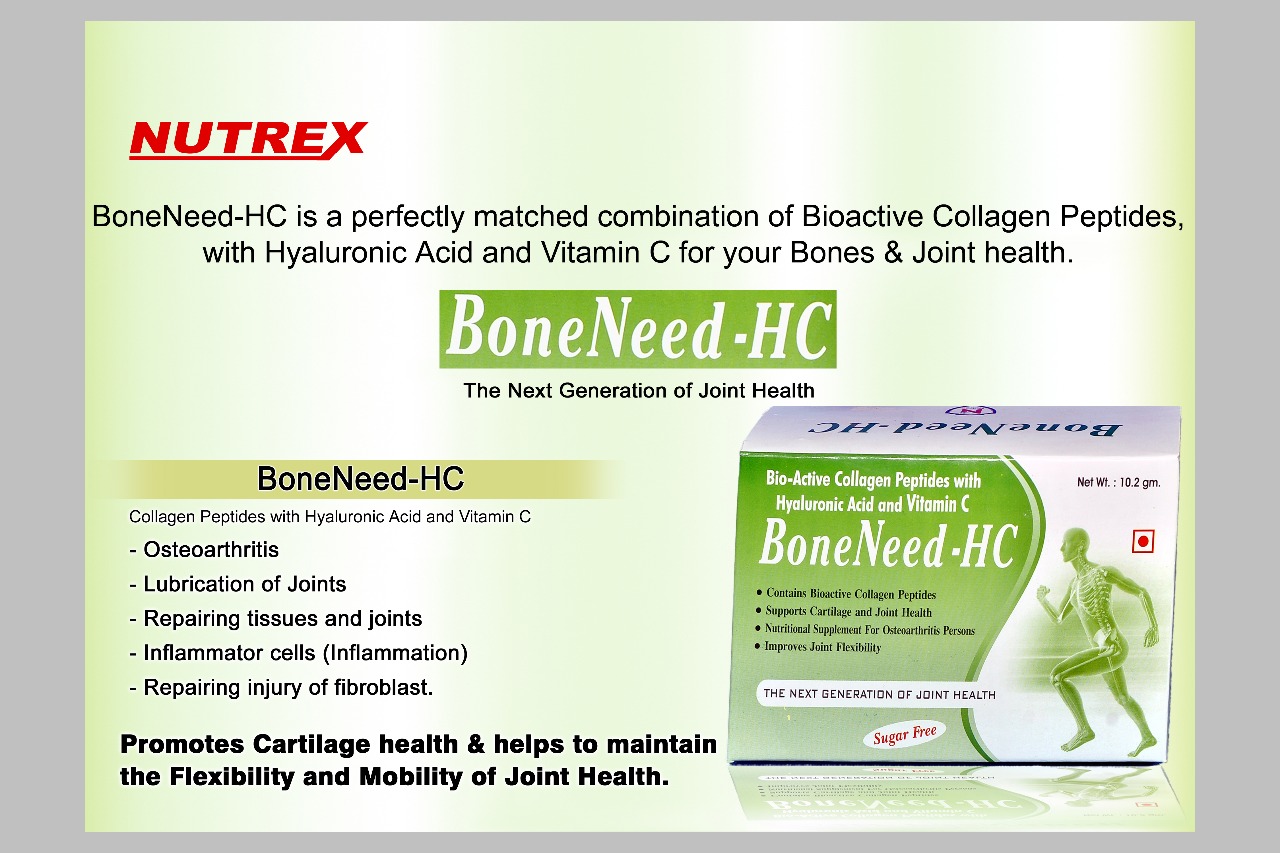 NUTREX
BoneNeed-HC is a perfectly matched combination of Bioactive Collagen Peptides,
with Hyaluronic Acid and Vitamin C for your Bones & Joint health.
BoneNeed-HC
The Next Generation of Joint Health
BoneNeed-HC
Collagen Peptides with Hyaluronic Acid and Vitamin C
- Osteoarthritis
- Lubrication of Joints
- Repairing tissues and joints
- Inflammator cells (Inflammation)
- Repairing injury of fibroblast.
Promotes Cartilage health & helps to maintain
the Flexibility and Mobility of Joint Health.
N
BoneNeed-HC
Bio-Active Collagen Peptides with
Hyaluronic Acid and Vitamin C
Net Wt. : 10.2 gm.
BoneNeed-HC
• Contains Bioactive Collagen Peptides
• Supports Cartilage and Joint Health
• Nutritional Supplement For Osteoarthritis Persons
• Improves Joint Flexibility
THE NEXT GENERATION OF JOINT HEALTH
Sugar Free